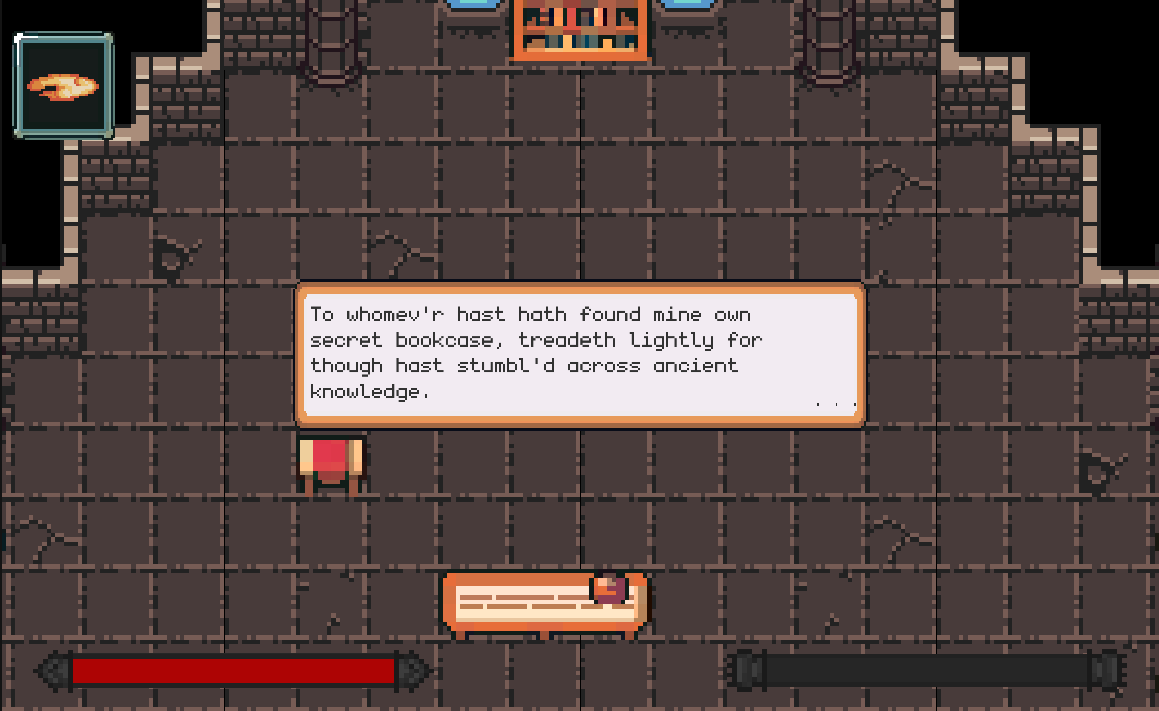 To whomev'r hast hath found mine own
secret bookcase, treadeth lightly for
though hast stumbl'd across ancient
knowledge.
. . .